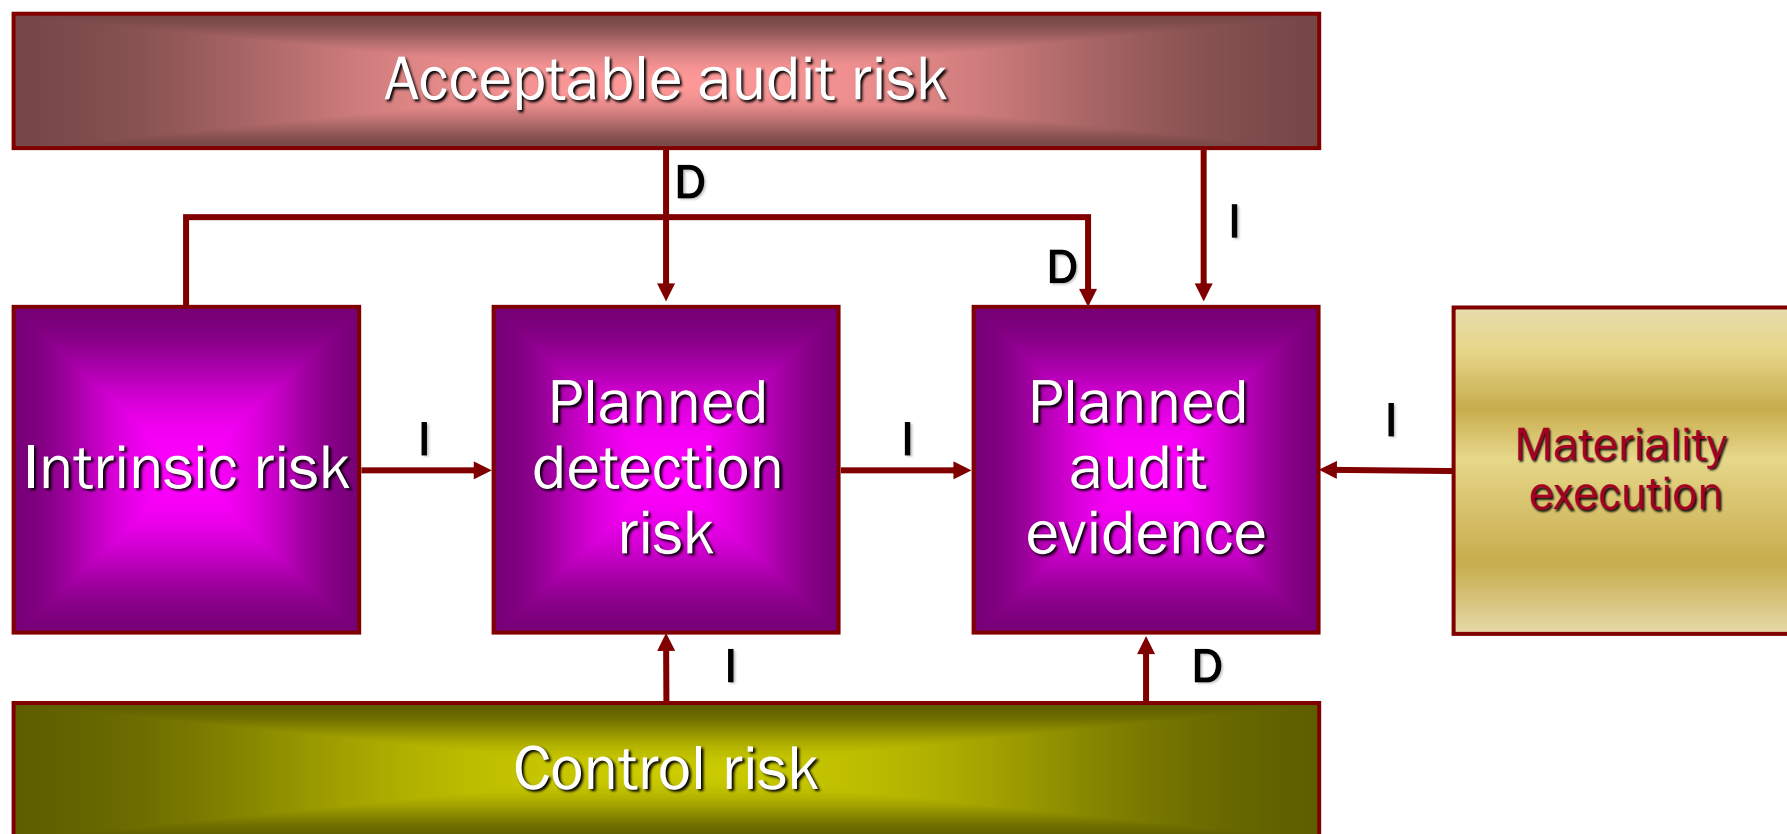 Acceptable audit risk
D
I
D
Intrinsic risk
I
Planned
detection
risk
I
Planned
audit
evidence
I
Materiality
execution
I
D
Control risk